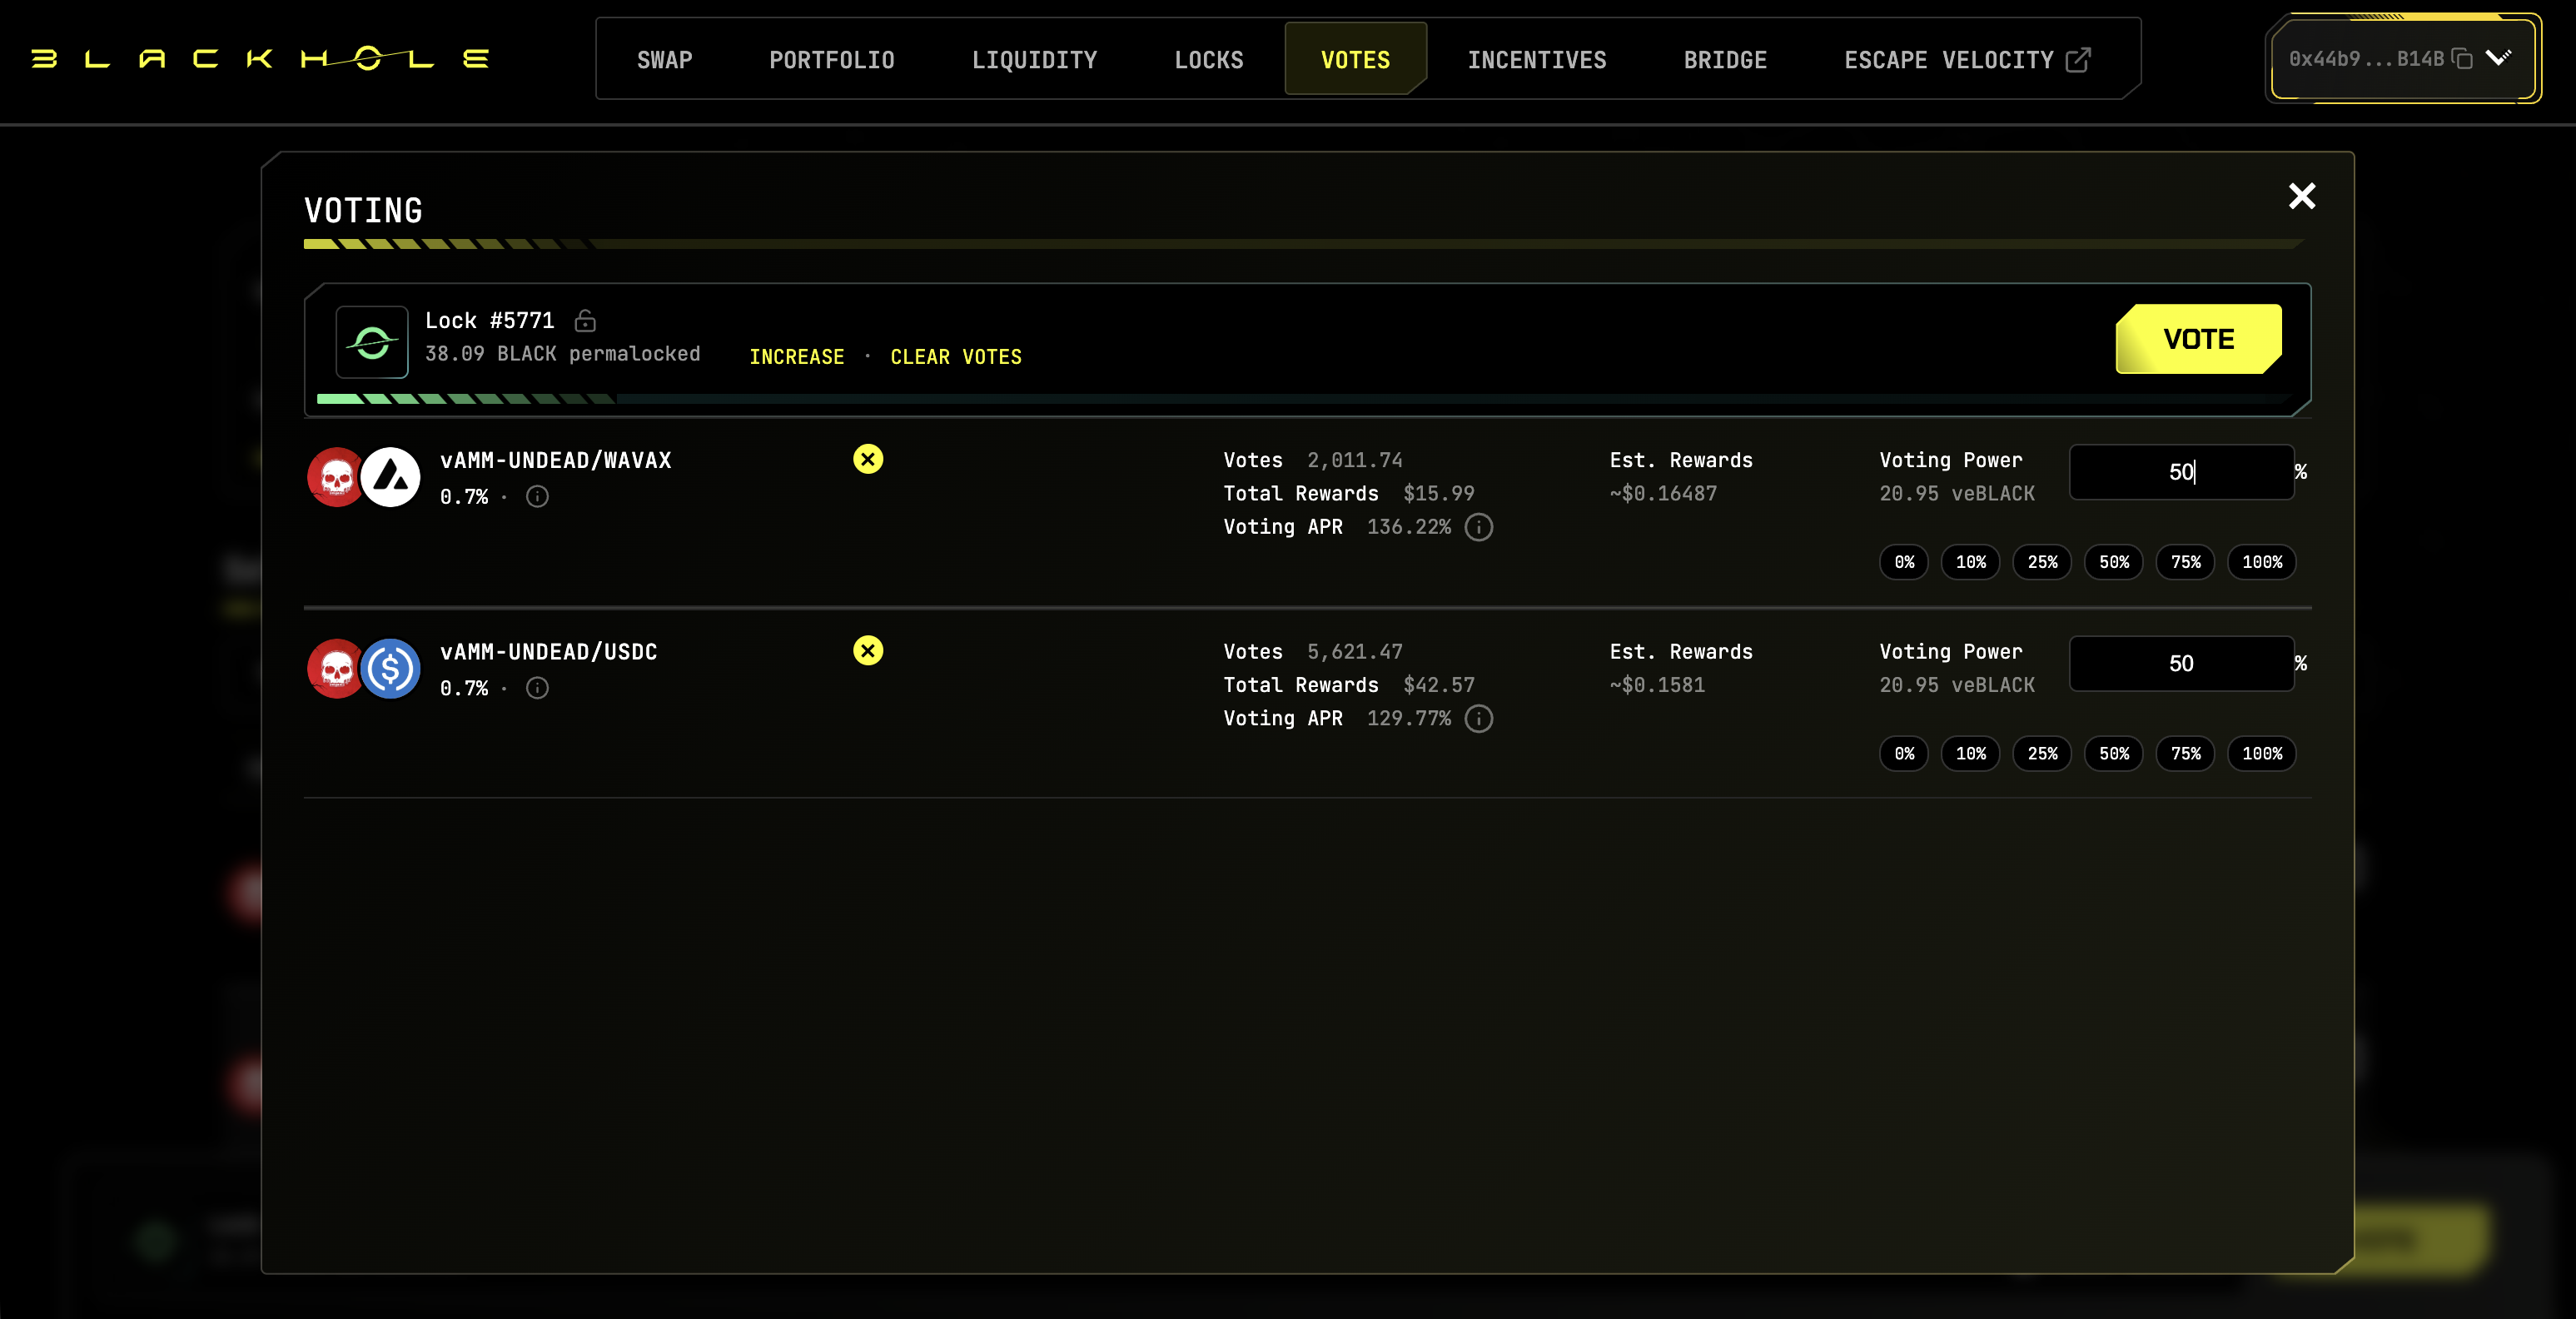 BLACKHOLE
SWAP PORTFOLIO LIQUIDITY LOCKS VOTES INCENTIVES BRIDGE ESCAPE VELOCITY
0x44b9...B14B
VOTING
Lock #5771
38.09 BLACK permalocked
INCREASE · CLEAR VOTES
VOTE
vAMM-UNDEAD/WAVAX
0.7% ·
Votes 2,011.74
Total Rewards $15.99
Voting APR 136.22%
Est. Rewards
~$0.16487
Voting Power
20.95 veBLACK
50 %
0% 10% 25% 50% 75% 100%
vAMM-UNDEAD/USDC
0.7% ·
Votes 5,621.47
Total Rewards $42.57
Voting APR 129.77%
Est. Rewards
~$0.1581
Voting Power
20.95 veBLACK
50 %
0% 10% 25% 50% 75% 100%